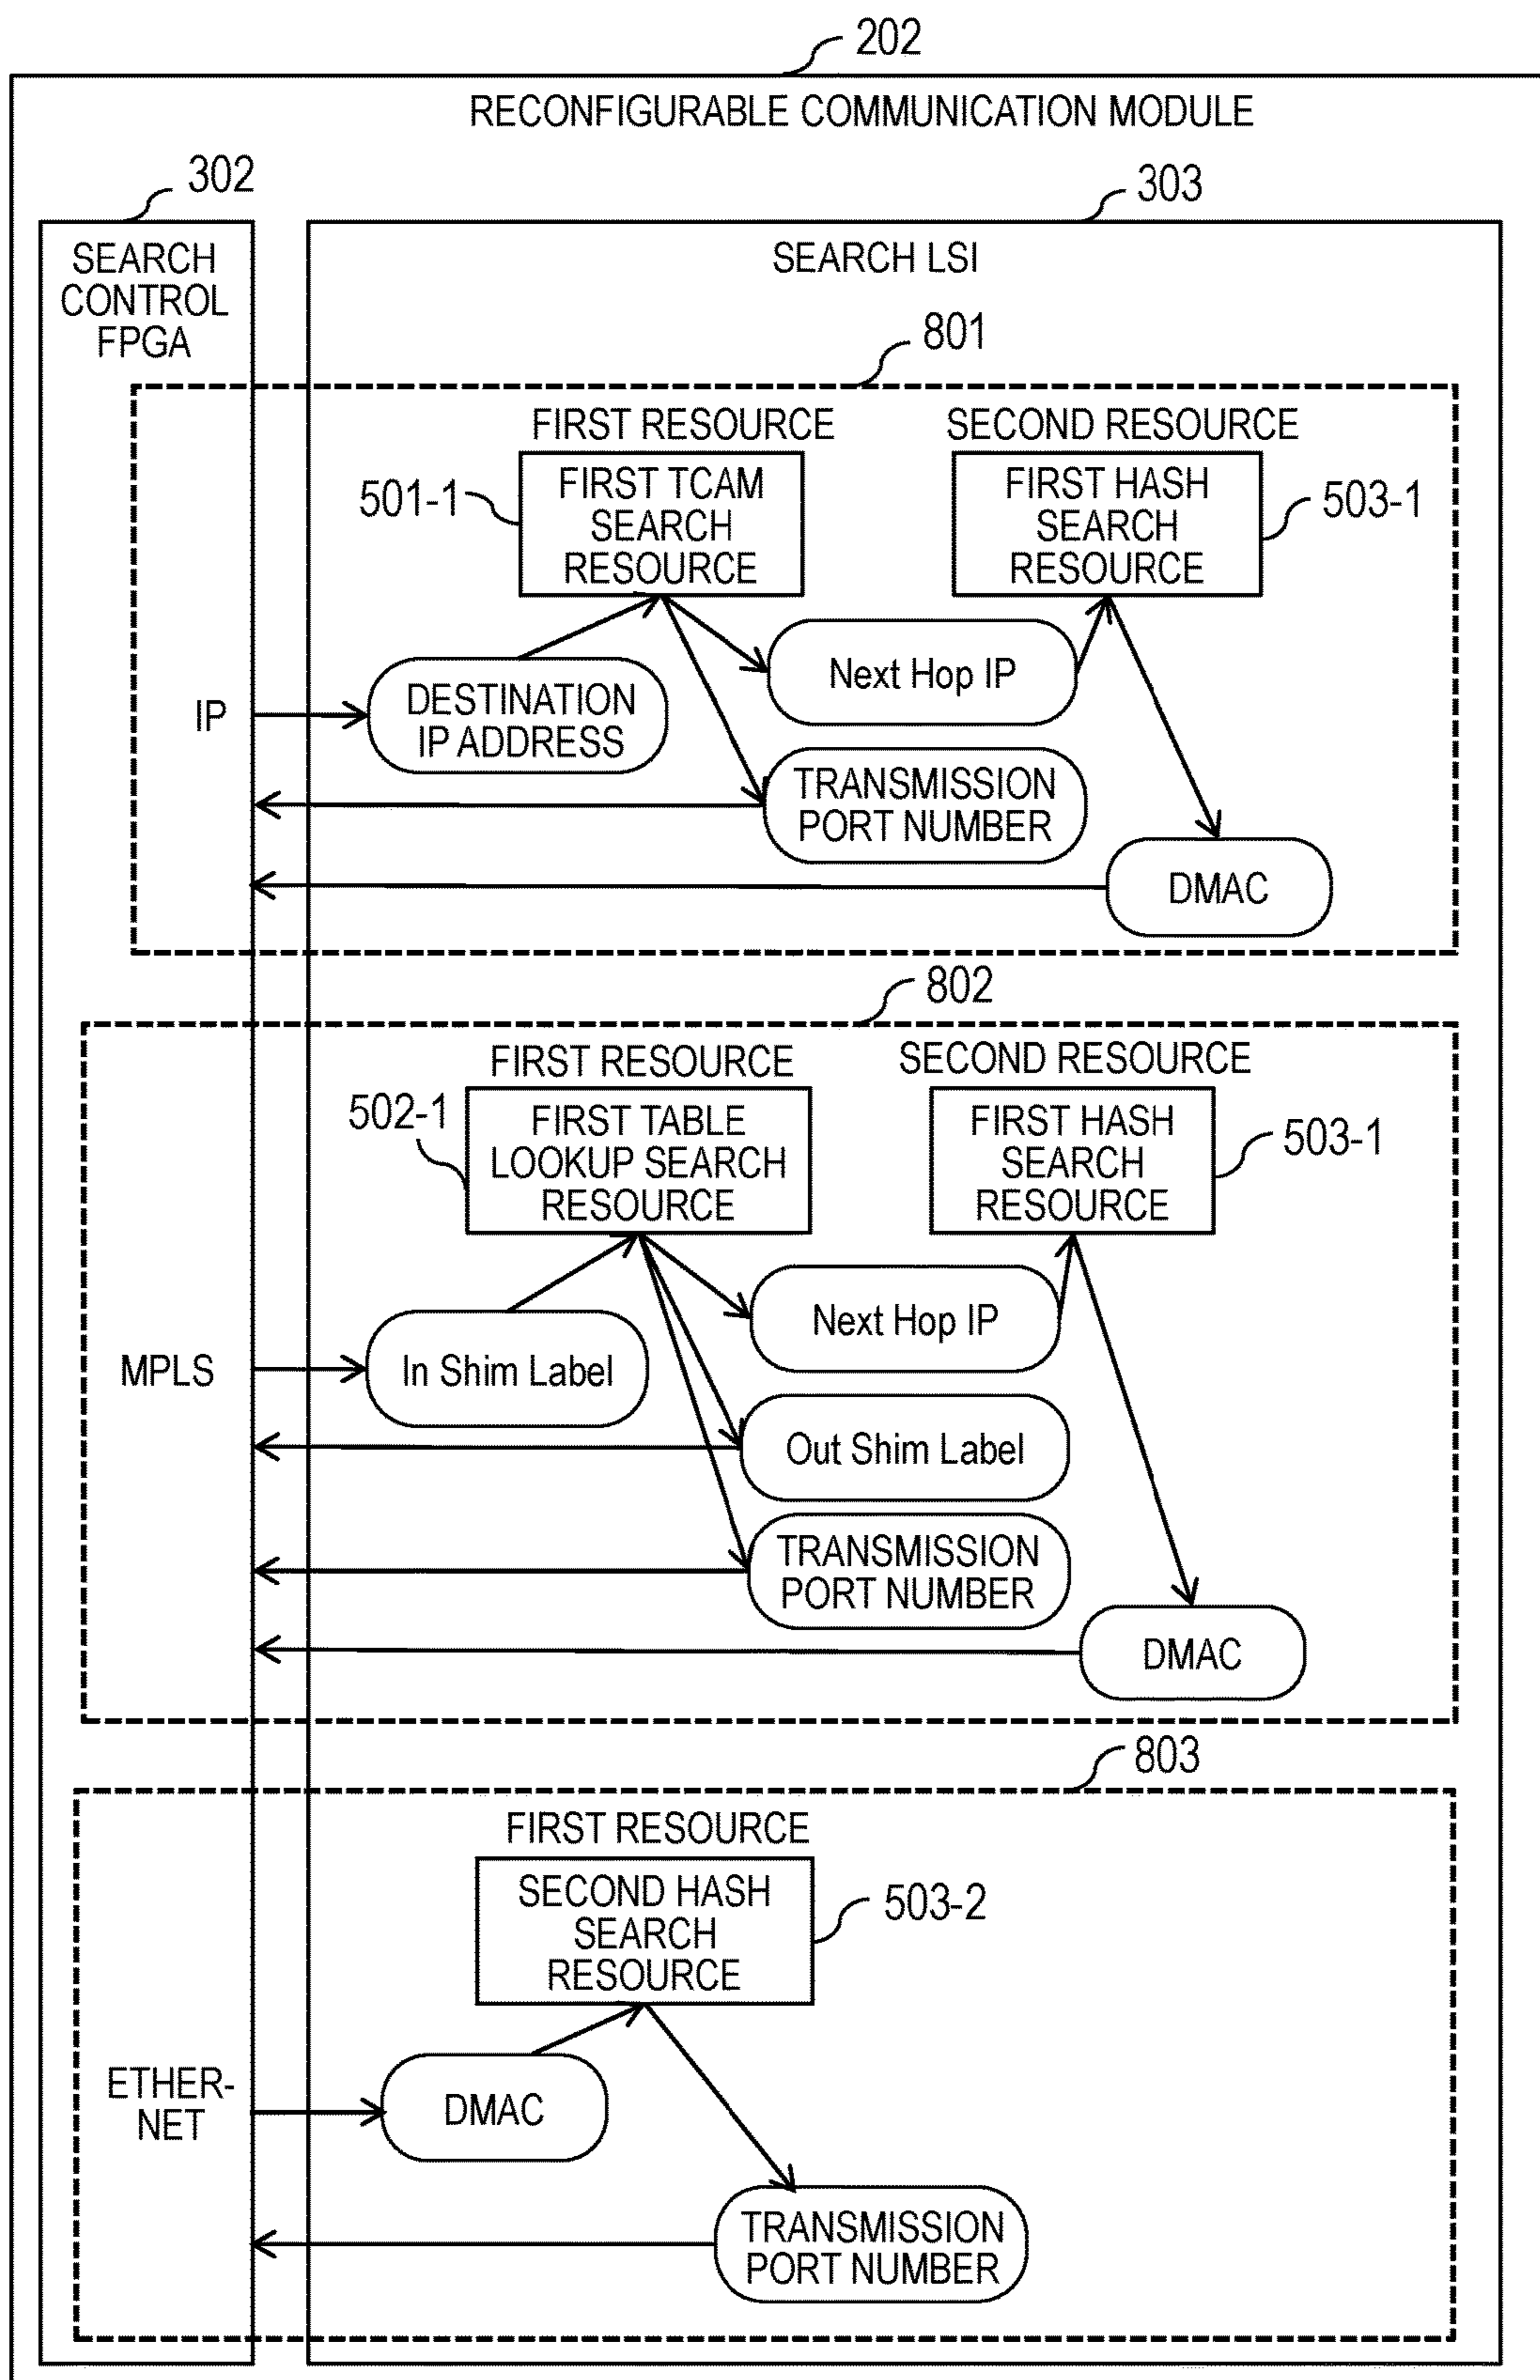 202
RECONFIGURABLE COMMUNICATION MODULE
302
303
SEARCH
CONTROL
FPGA
SEARCH LSI
801
FIRST RESOURCE
SECOND RESOURCE
501-1
FIRST TCAM
SEARCH
RESOURCE
FIRST HASH
SEARCH
RESOURCE
503-1
IP
DESTINATION
IP ADDRESS
Next Hop IP
TRANSMISSION
PORT NUMBER
DMAC
802
FIRST RESOURCE
SECOND RESOURCE
502-1
FIRST TABLE
LOOKUP SEARCH
RESOURCE
FIRST HASH
SEARCH
RESOURCE
503-1
MPLS
In Shim Label
Next Hop IP
Out Shim Label
TRANSMISSION
PORT NUMBER
DMAC
803
FIRST RESOURCE
SECOND HASH
SEARCH
RESOURCE
503-2
ETHER-
NET
DMAC
TRANSMISSION
PORT NUMBER